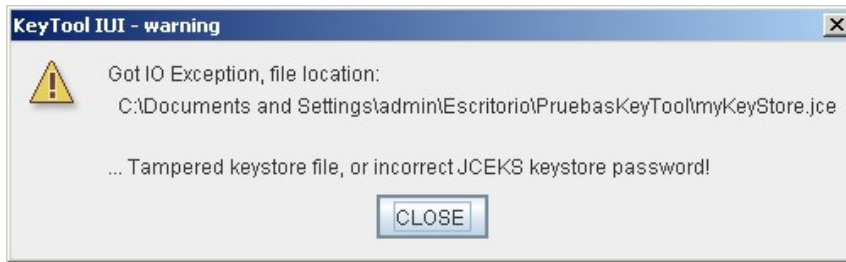 KeyTool IUI - warning
Got IO Exception, file location:
C:\Documents and Settings\admin\Escritorio\PruebasKeyTool\myKeyStore.jce
... Tampered keystore file, or incorrect JCEKS keystore password!
CLOSE